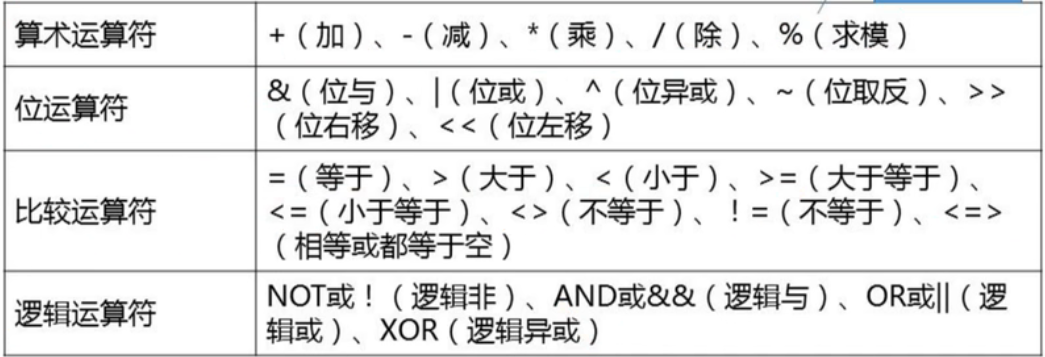 算术运算符
+（加）、-（减）、*（乘）、/（除）、%（求模）
位运算符
&（位与）、|（位或）、^（位异或）、~（位取反）、>>
（位右移）、<<（位左移）
比较运算符
=（等于）、>（大于）、<（小于）、>=（大于等于）、
<=（小于等于）、<>（不等于）、！=（不等于）、<=>
（相等或都等于空）
逻辑运算符
NOT或！（逻辑非）、AND或&&（逻辑与）、OR或||（逻
辑或）、XOR（逻辑异或）